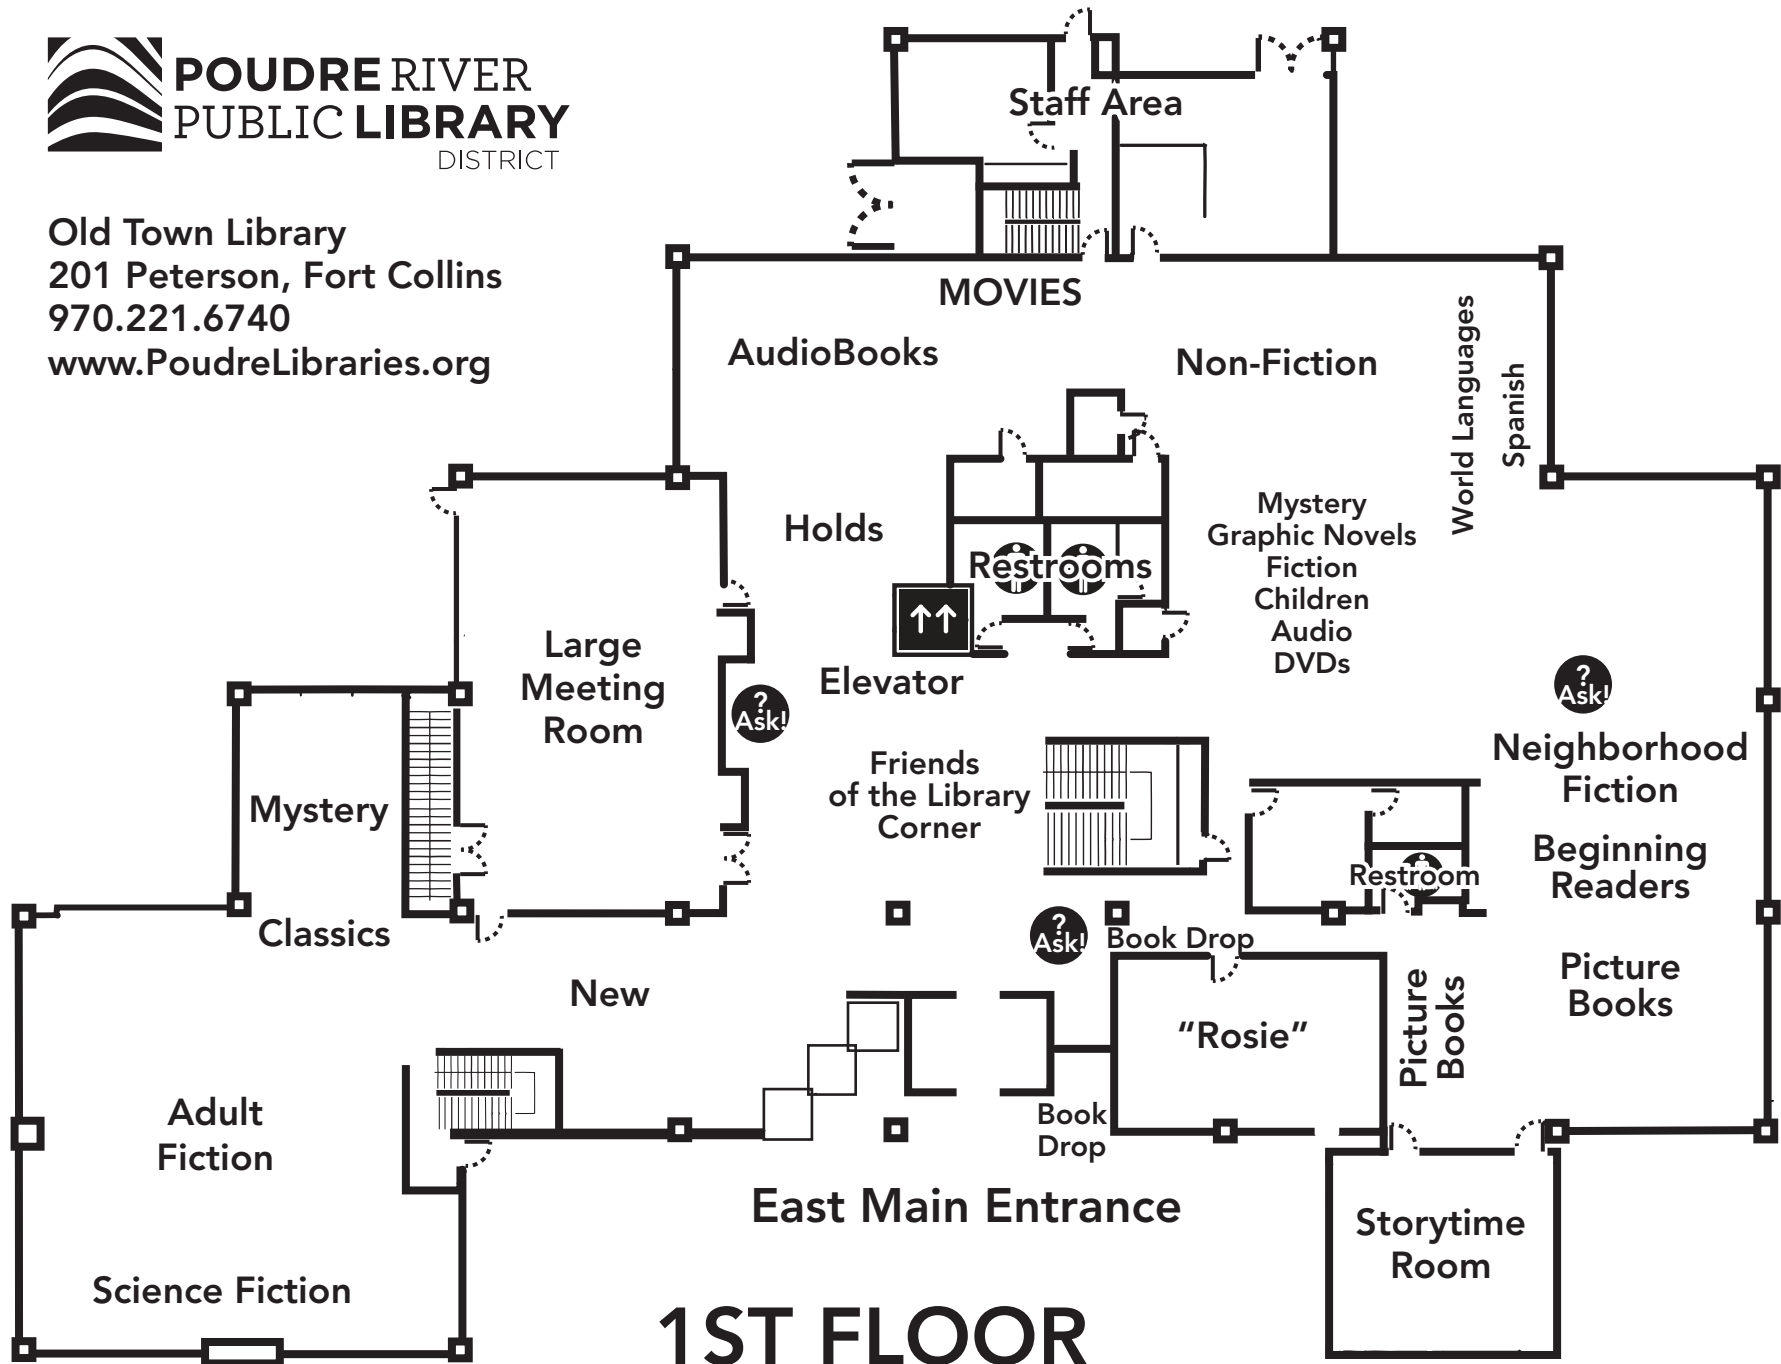 POUDRE RIVER
PUBLIC LIBRARY
DISTRICT
Old Town Library
201 Peterson, Fort Collins
970.221.6740
www.PoudreLibraries.org
Staff Area
MOVIES
AudioBooks
Non-Fiction
World Languages
Spanish
Holds
Restrooms
Mystery
Graphic Novels
Fiction
Children
Audio
DVDs
Large
Meeting
Room
Elevator
?
Ask!
?
Ask!
Neighborhood
Fiction
Friends
of the Library
Corner
Mystery
Beginning
Readers
Restroom
Classics
?
Ask!
Book Drop
New
"Rosie"
Picture
Books
Picture
Books
Adult
Fiction
Book
Drop
East Main Entrance
Storytime
Room
Science Fiction
1ST FLOOR